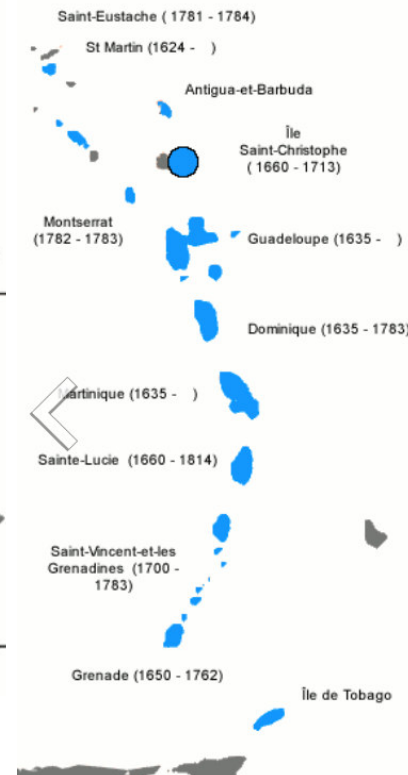 Saint-Eustache ( 1781 - 1784)
St Martin (1624 -   )
Antigua-et-Barbuda
Île
Saint-Christophe
( 1660 - 1713)
Montserrat
(1782 - 1783)
Guadeloupe (1635 -   )
Dominique (1635 - 1783)
Martinique (1635 -   )
Sainte-Lucie (1660 - 1814)
Saint-Vincent-et-les
Grenadines (1700 -
1783)
Grenade (1650 - 1762)
Île de Tobago